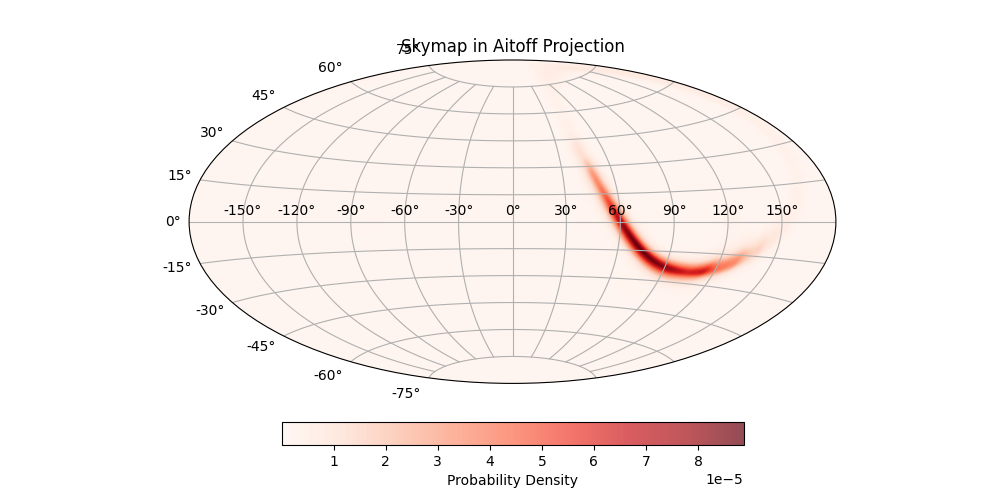 75°
Skymap in Aitoff Projection
60°
45°
30°
15°
0°
-150° -120° -90° -60° -30° 0° 30° 60° 90° 120° 150°
-15°
-30°
-45°
-60°
-75°
1 2 3 4 5 6 7 8
1e−5
Probability Density